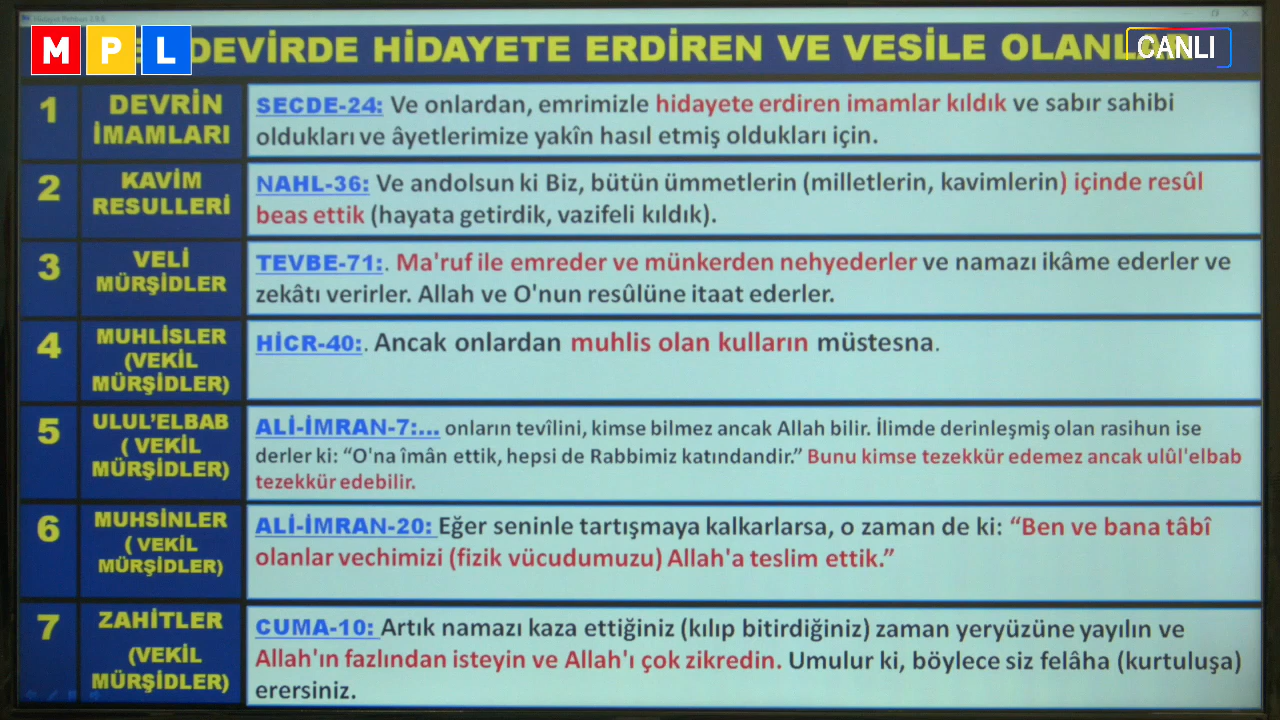 Hidayet Rehberi 3.9.6
M P L
DEVİRDE HİDAYETE ERDİREN VE VESİLE OLANLAR
CANLI
1
DEVRİN
İMAMLARI
SECDE-24: Ve onlardan, emrimizle hidayete erdiren imamlar kıldık ve sabır sahibi
oldukları ve âyetlerimize yakîn hasıl etmiş oldukları için.
2
KAVİM
RESULLERİ
NAHL-36: Ve andolsun ki Biz, bütün ümmetlerin (milletlerin, kavimlerin) içinde resûl
beas ettik (hayata getirdik, vazifeli kıldık).
3
VELİ
MÜRŞİDLER
TEVBE-71:. Ma'ruf ile emreder ve münkerden nehyederler ve namazı ikâme ederler ve
zekâtı verirler. Allah ve O'nun resûlüne itaat ederler.
4
MUHLİSLER
(VEKİL
MÜRŞİDLER)
HİCR-40:. Ancak onlardan muhlis olan kulların müstesna.
5
ULUL’ELBAB
( VEKİL
MÜRŞİDLER)
ALİ-İMRAN-7:... onların tevîlini, kimse bilmez ancak Allah bilir. İlimde derinleşmiş olan rasihun ise
derler ki: “O'na îmân ettik, hepsi de Rabbimiz katındandir.” Bunu kimse tezekkür edemez ancak ulûl'elbab
tezekkür edebilir.
6
MUHSİNLER
( VEKİL
MÜRŞİDLER)
ALİ-İMRAN-20: Eğer seninle tartışmaya kalkarlarsa, o zaman de ki: “Ben ve bana tâbî
olanlar vechimizi (fizik vücudumuzu) Allah'a teslim ettik.”
7
ZAHİTLER
(VEKİL
MÜRŞİDLER)
CUMA-10: Artık namazı kaza ettiğiniz (kılıp bitirdiğiniz) zaman yeryüzüne yayılın ve
Allah'ın fazlından isteyin ve Allah'ı çok zikredin. Umulur ki, böylece siz felâha (kurtuluşa)
erersiniz.